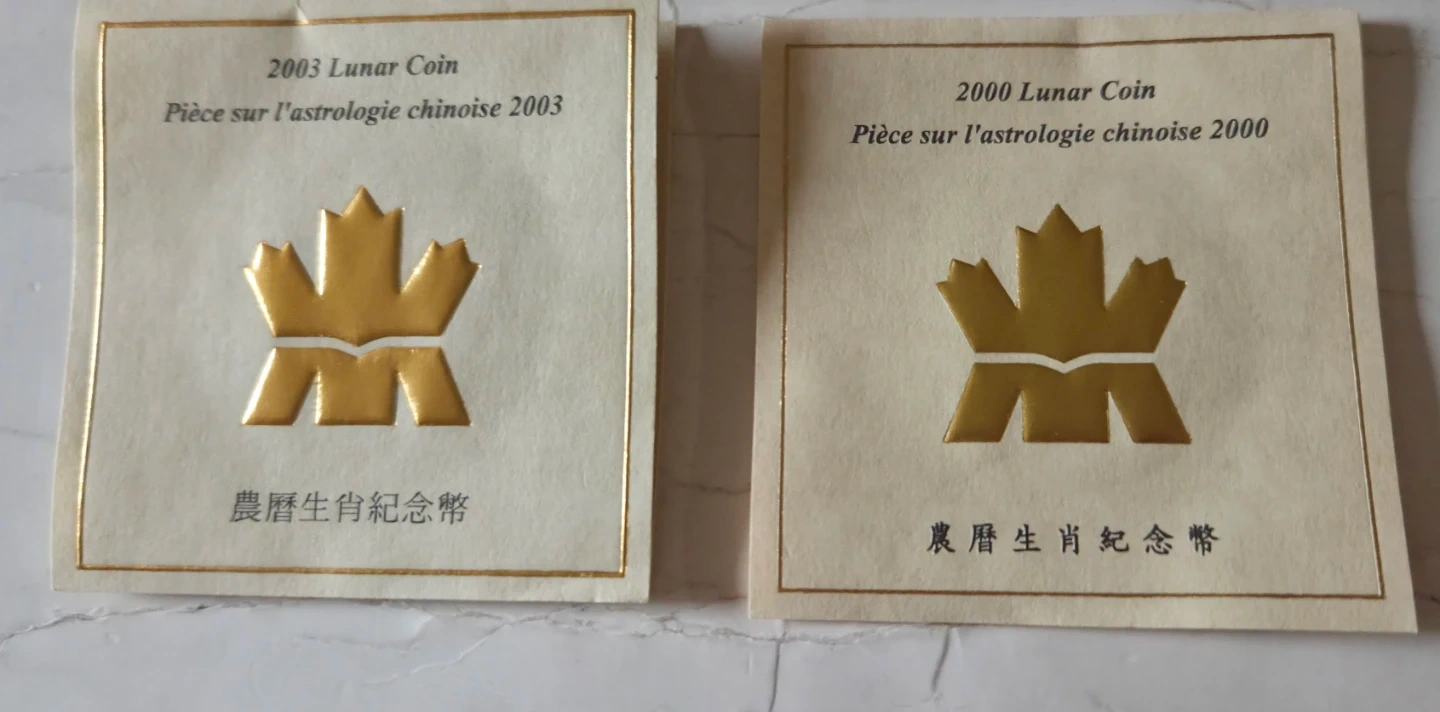 2003 Lunar Coin
Pièce sur l'astrologie chinoise 2003
農曆生肖紀念幣
2000 Lunar Coin
Pièce sur l'astrologie chinoise 2000
農曆生肖紀念幣